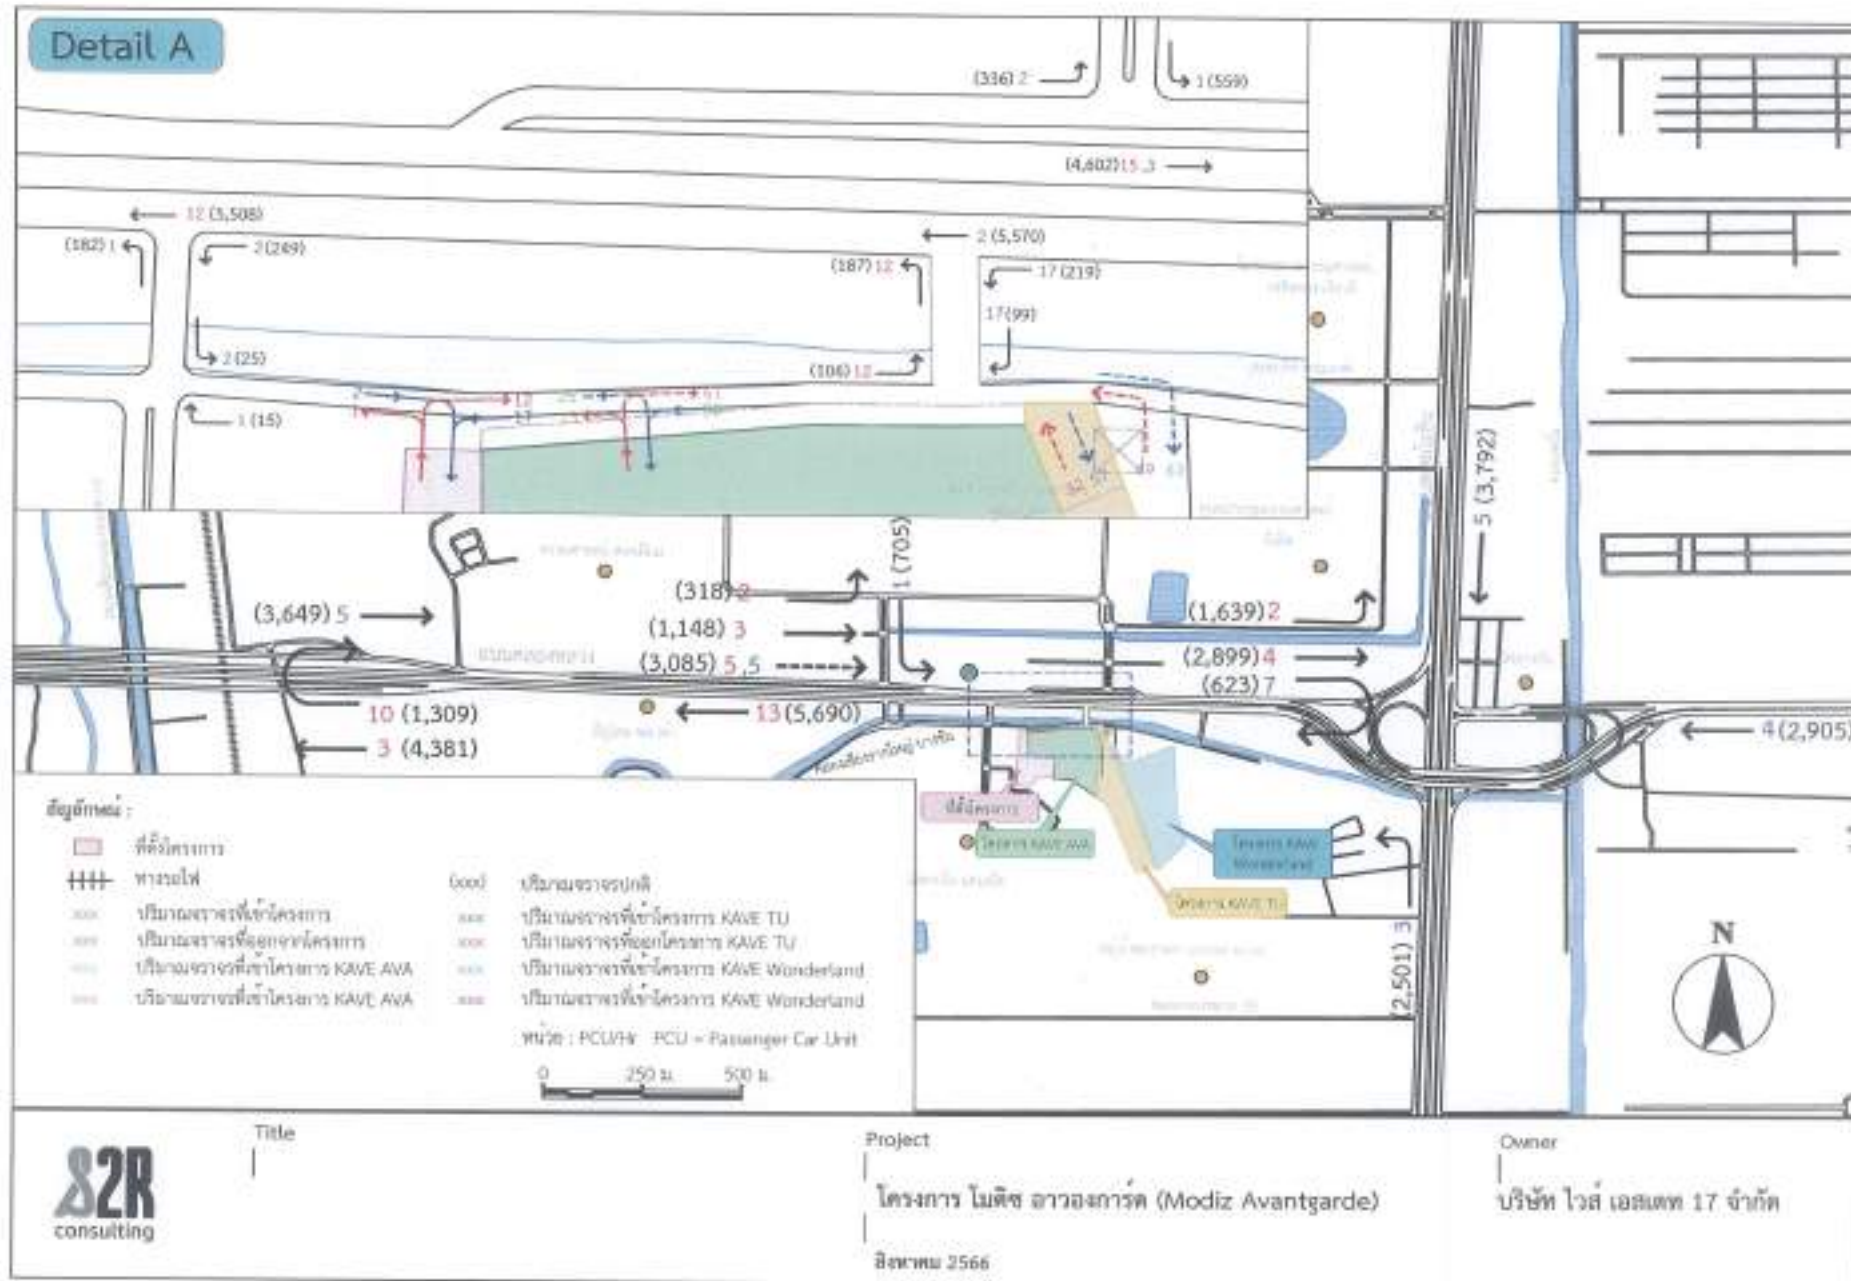 Detail A
(336) 2
1 (559)
(4,602) 15 ,3
12 (5,508)
(182) 1
2 (249)
2 (5,570)
(187) 12
17 (219)
17 (99)
2 (25)
(106) 12
1 (15)
12
17
5 (3,792)
1 (705)
(3,649) 5
(318) 2
(1,148) 3
(3,085) 5 ,5
(1,639) 2
(2,899) 4
(623) 7
10 (1,309)
13 (5,690)
3 (4,381)
4 (2,905)
ที่ตั้งโครงการ
โครงการ KAVE AVA
โครงการ KAVE
Wonderland
โครงการ KAVE TU
(2,501) 3
N
สัญลักษณ์ :
ที่ตั้งโครงการ
ทางรถไฟ
(xxx) ปริมาณจราจรปกติ
xxx ปริมาณจราจรที่เข้าโครงการ
xxx ปริมาณจราจรที่เข้าโครงการ KAVE TU
xxx ปริมาณจราจรที่ออกจากโครงการ
xxx ปริมาณจราจรที่ออกโครงการ KAVE TU
xxx ปริมาณจราจรที่เข้าโครงการ KAVE AVA
xxx ปริมาณจราจรที่เข้าโครงการ KAVE Wonderland
xxx ปริมาณจราจรที่เข้าโครงการ KAVE AVA
xxx ปริมาณจราจรที่เข้าโครงการ KAVE Wonderland
หน่วย : PCU/Hr PCU = Passenger Car Unit
0 250 ม. 500 ม.
S2R
consulting
Title
Project
โครงการ โมดิซ อาวองการ์ด (Modiz Avantgarde)
สิงหาคม 2566
Owner
บริษัท ไวส์ เอสเตท 17 จำกัด